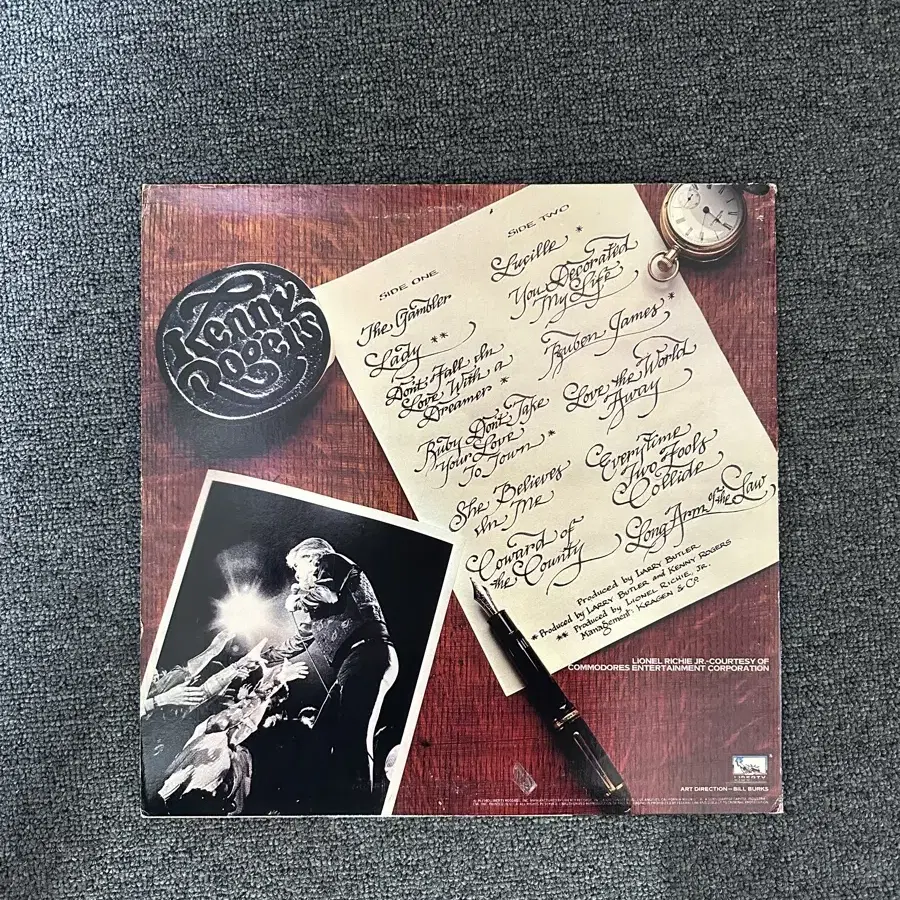 Kenny
Rogers
SIDE ONE
The Gambler
Lady **
Don't Fall In
Love With a
Dreamer *
Ruby Don't Take
Your Love
To Town *
She Believes
In Me
Coward of
the County
SIDE TWO
Lucille *
You Decorated
My Life
Ruben James *
Love the World
Away
Everytime
Two Fools
Collide
Long Arm of the Law
Produced by LARRY BUTLER
* Produced by LARRY BUTLER and KENNY ROGERS
** Produced by LIONEL RICHIE, JR.
Management: KRAGEN & CO
LIONEL RICHIE JR.-COURTESY OF
COMMODORES ENTERTAINMENT CORPORATION
LIBERTY
ART DIRECTION—BILL BURKS